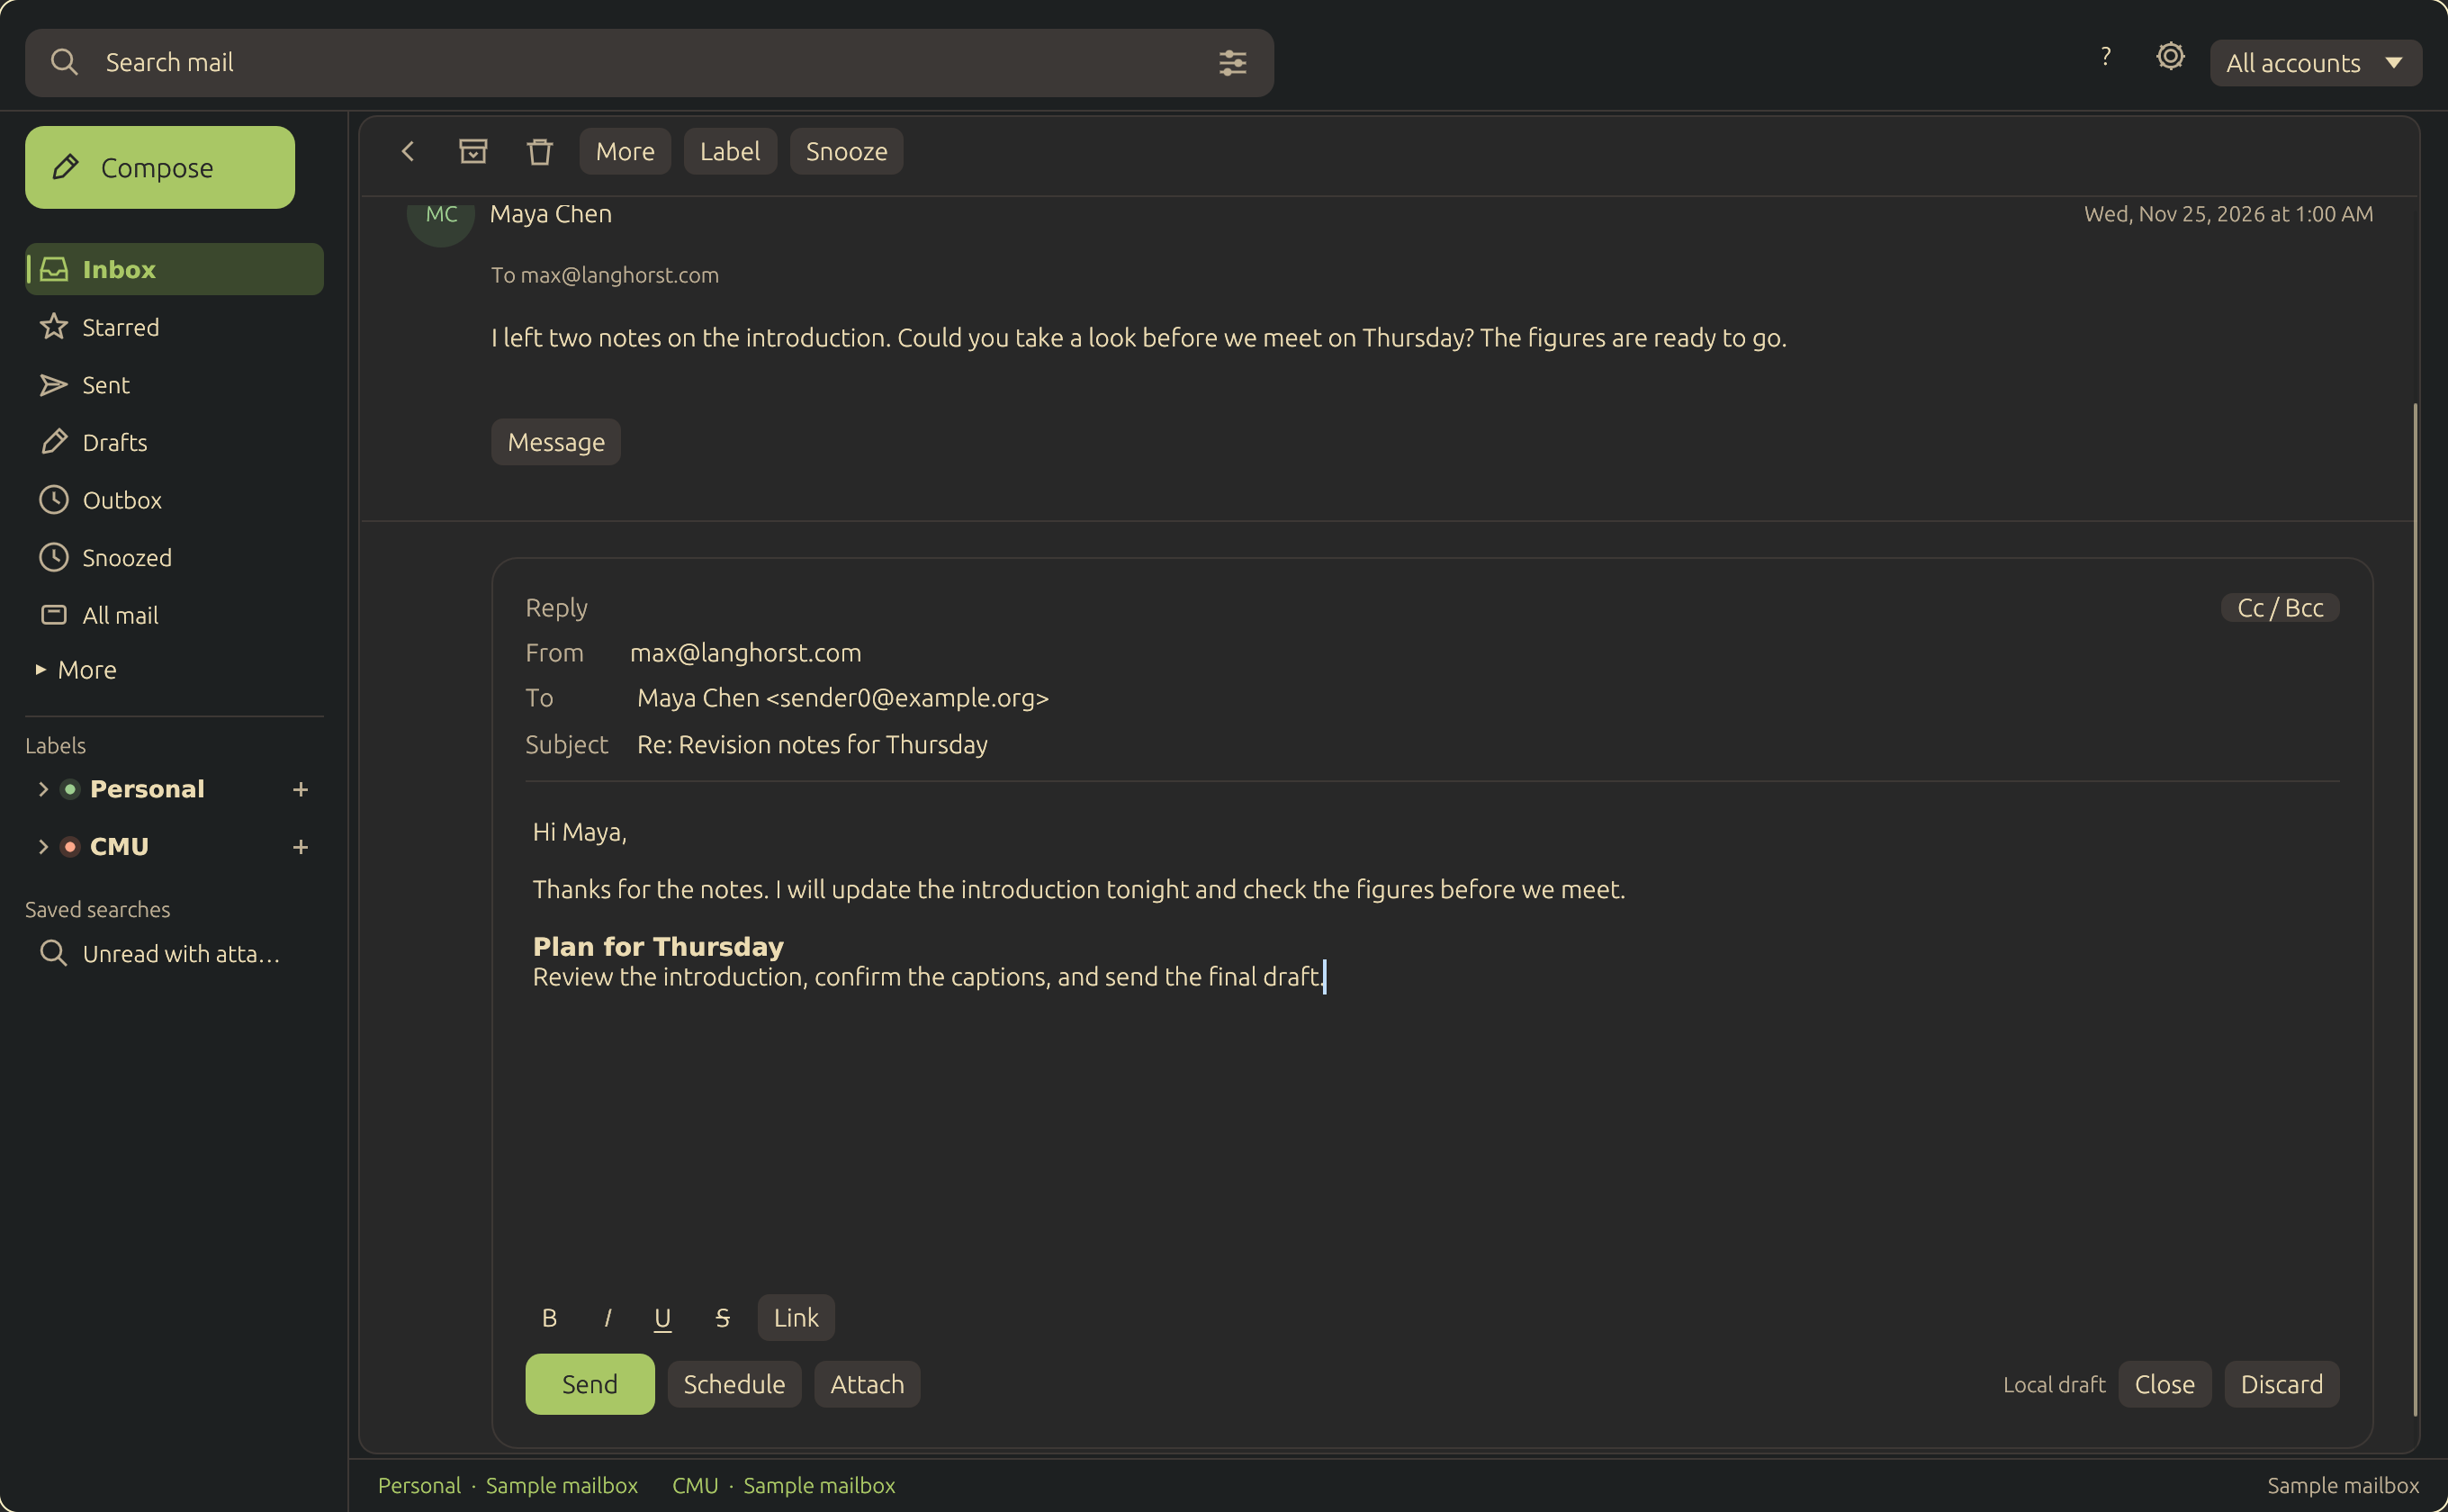 Search mail
?
All accounts
Compose
Inbox
Starred
Sent
Drafts
Outbox
Snoozed
All mail
More
Labels
Personal
CMU
Saved searches
Unread with atta...
More
Label
Snooze
MC
Maya Chen
Wed, Nov 25, 2026 at 1:00 AM
To max@langhorst.com
I left two notes on the introduction. Could you take a look before we meet on Thursday? The figures are ready to go.
Message
Reply
Cc / Bcc
From max@langhorst.com
To Maya Chen <sender0@example.org>
Subject Re: Revision notes for Thursday
Hi Maya,
Thanks for the notes. I will update the introduction tonight and check the figures before we meet.
Plan for Thursday
Review the introduction, confirm the captions, and send the final draft.
B I U S Link
Send Schedule Attach
Local draft Close Discard
Personal · Sample mailbox CMU · Sample mailbox
Sample mailbox